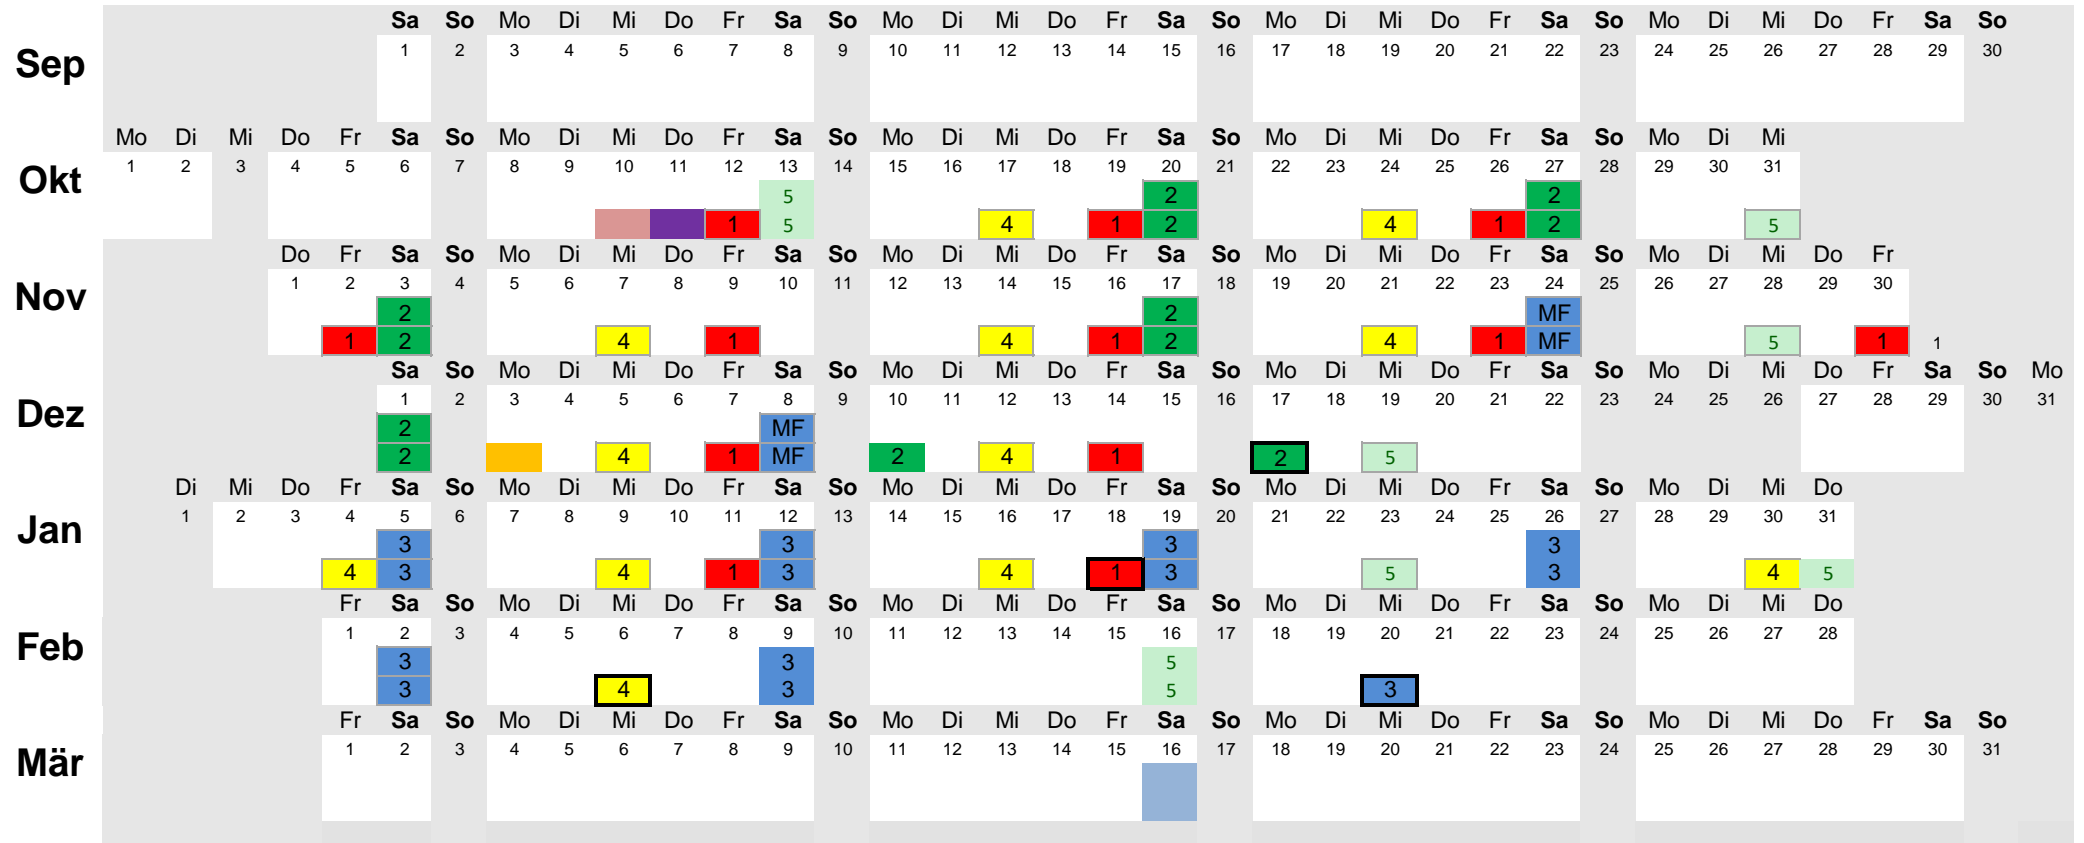 Sa So Mo Di Mi Do Fr Sa So Mo Di Mi Do Fr Sa So Mo Di Mi Do Fr Sa So Mo Di Mi Do Fr Sa So
Sep
1 2 3 4 5 6 7 8 9 10 11 12 13 14 15 16 17 18 19 20 21 22 23 24 25 26 27 28 29 30
Mo Di Mi Do Fr Sa So Mo Di Mi Do Fr Sa So Mo Di Mi Do Fr Sa So Mo Di Mi Do Fr Sa So Mo Di Mi
Okt
1 2 3 4 5 6 7 8 9 10 11 12 13 14 15 16 17 18 19 20 21 22 23 24 25 26 27 28 29 30 31
5 2 2
1 5 4 1 2 4 1 2 5
Do Fr Sa So Mo Di Mi Do Fr Sa So Mo Di Mi Do Fr Sa So Mo Di Mi Do Fr Sa So Mo Di Mi Do Fr
Nov
1 2 3 4 5 6 7 8 9 10 11 12 13 14 15 16 17 18 19 20 21 22 23 24 25 26 27 28 29 30
2 2 MF
1 2 4 1 4 1 2 4 1 MF 5 1 1
Sa So Mo Di Mi Do Fr Sa So Mo Di Mi Do Fr Sa So Mo Di Mi Do Fr Sa So Mo Di Mi Do Fr Sa So Mo
Dez
1 2 3 4 5 6 7 8 9 10 11 12 13 14 15 16 17 18 19 20 21 22 23 24 25 26 27 28 29 30 31
2 MF
2 4 1 MF 2 4 1 2 5
Di Mi Do Fr Sa So Mo Di Mi Do Fr Sa So Mo Di Mi Do Fr Sa So Mo Di Mi Do Fr Sa So Mo Di Mi Do
Jan
1 2 3 4 5 6 7 8 9 10 11 12 13 14 15 16 17 18 19 20 21 22 23 24 25 26 27 28 29 30 31
3 3 3 3
4 3 4 1 3 4 1 3 5 3 4 5
Fr Sa So Mo Di Mi Do Fr Sa So Mo Di Mi Do Fr Sa So Mo Di Mi Do Fr Sa So Mo Di Mi Do
Feb
1 2 3 4 5 6 7 8 9 10 11 12 13 14 15 16 17 18 19 20 21 22 23 24 25 26 27 28
3 3 5
3 4 3 5 3
Fr Sa So Mo Di Mi Do Fr Sa So Mo Di Mi Do Fr Sa So Mo Di Mi Do Fr Sa So Mo Di Mi Do Fr Sa So
Mär
1 2 3 4 5 6 7 8 9 10 11 12 13 14 15 16 17 18 19 20 21 22 23 24 25 26 27 28 29 30 31